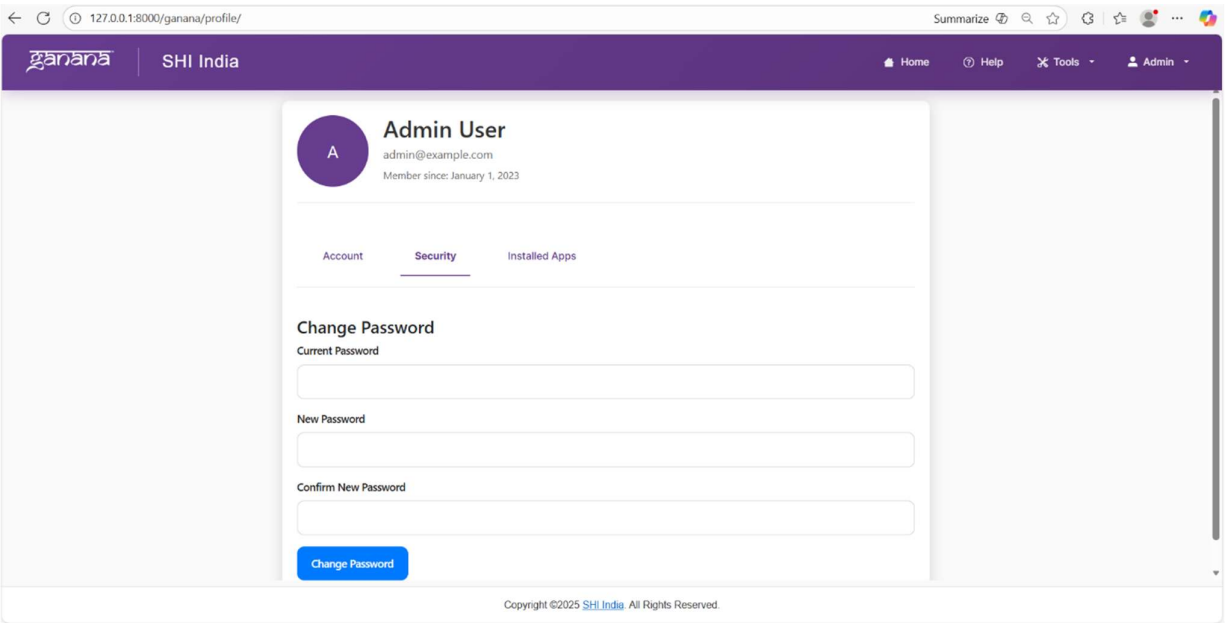 127.0.0.1:8000/ganana/profile/ Summarize
ganana SHI India Home Help Tools Admin
A
Admin User
admin@example.com
Member since: January 1, 2023
Account Security Installed Apps
Change Password
Current Password
New Password
Confirm New Password
Change Password
Copyright ©2025 SHI India. All Rights Reserved.